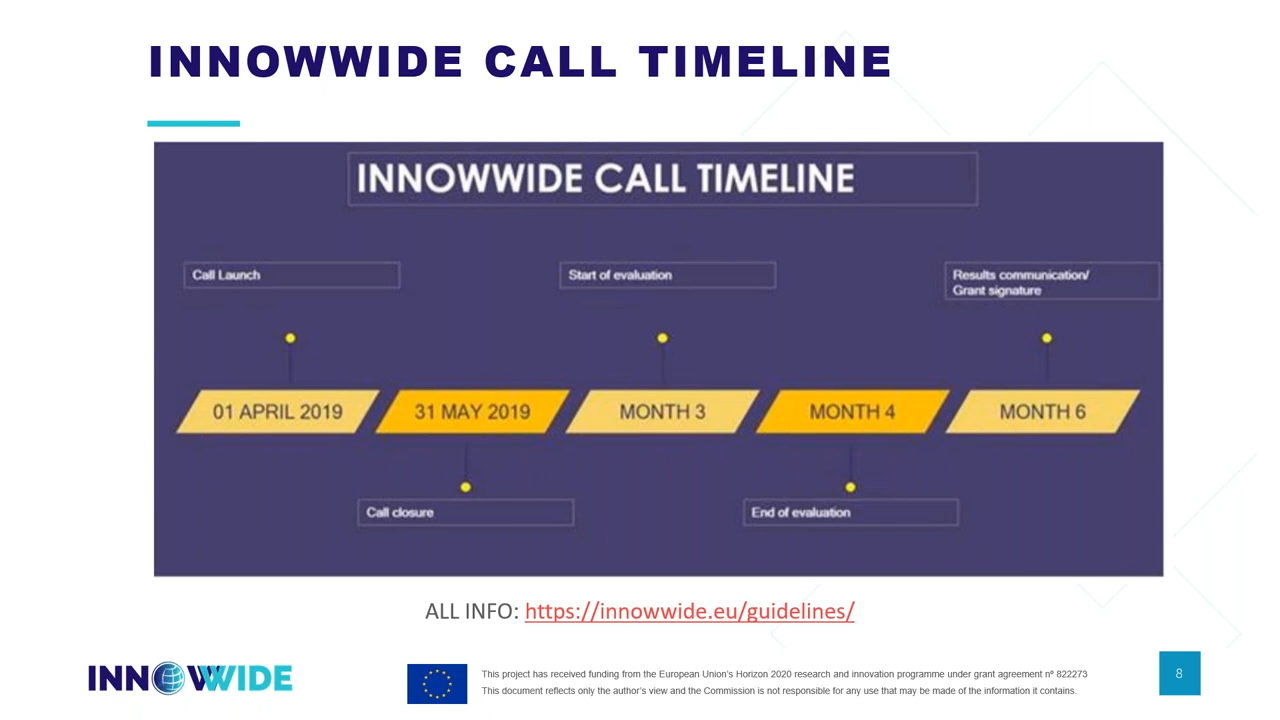 INNOWWIDE CALL TIMELINE
INNOWWIDE CALL TIMELINE
Call Launch
Start of evaluation
Results communication/
Grant signature
01 APRIL 2019
31 MAY 2019
MONTH 3
MONTH 4
MONTH 6
Call closure
End of evaluation
ALL INFO: https://innowwide.eu/guidelines/
INNOWWIDE
This project has received funding from the European Union's Horizon 2020 research and innovation programme under grant agreement nº 822273
This document reflects only the author's view and the Commission is not responsible for any use that may be made of the information it contains.
8